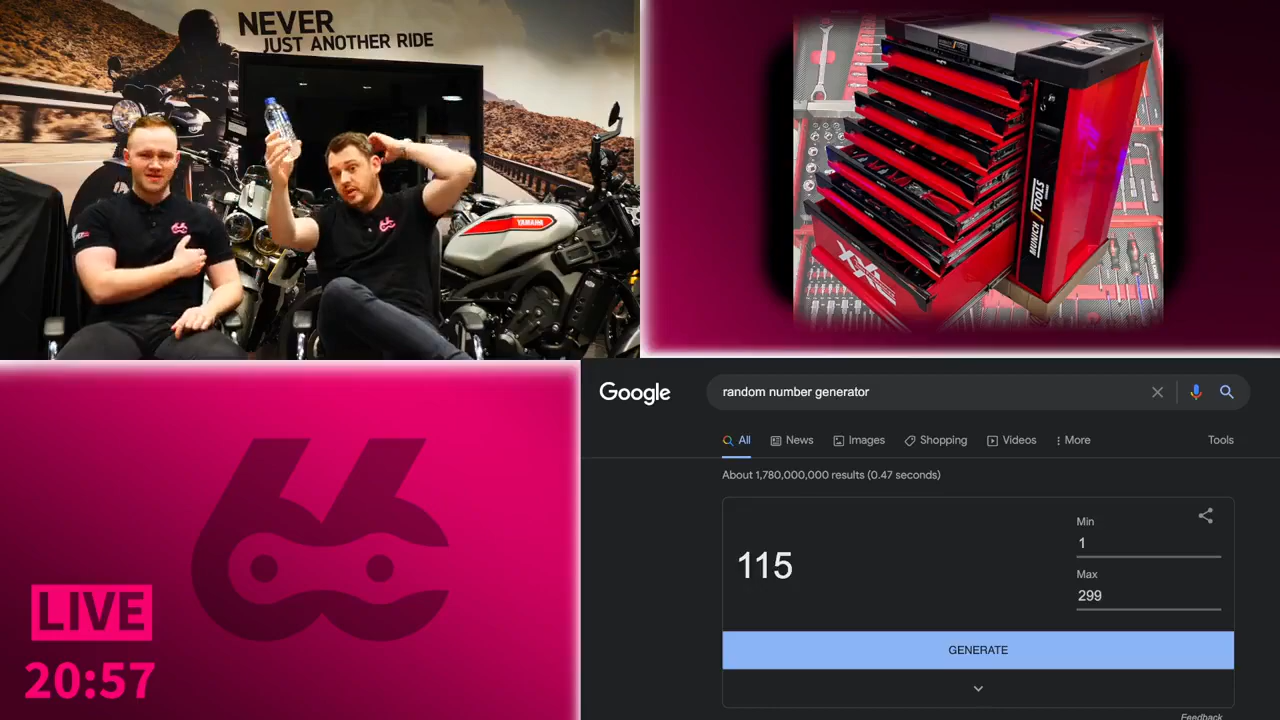 NEVER
JUST ANOTHER RIDE
YAMAHA
MUNICH TOOLS
LIVE
20:57
Google
random number generator
All
News
Images
Shopping
Videos
More
Tools
About 1,780,000,000 results (0.47 seconds)
115
Min
1
Max
299
GENERATE
Feedback